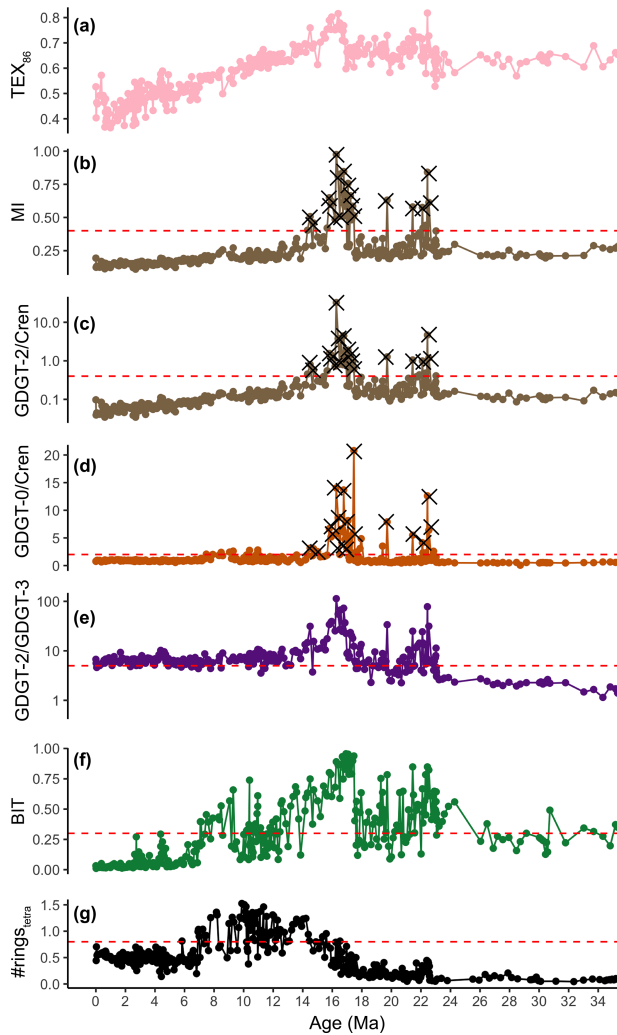 (a)
TEX86
0.8
0.7
0.6
0.5
0.4
(b)
MI
1.00
0.75
0.50
0.25
(c)
GDGT-2/Cren
10.0
1.0
0.1
(d)
GDGT-0/Cren
20
15
10
5
0
(e)
GDGT-2/GDGT-3
100
10
1
(f)
BIT
1.00
0.75
0.50
0.25
0.00
(g)
#ringstetra
1.5
1.0
0.5
0.0
0 2 4 6 8 10 12 14 16 18 20 22 24 26 28 30 32 34
Age (Ma)